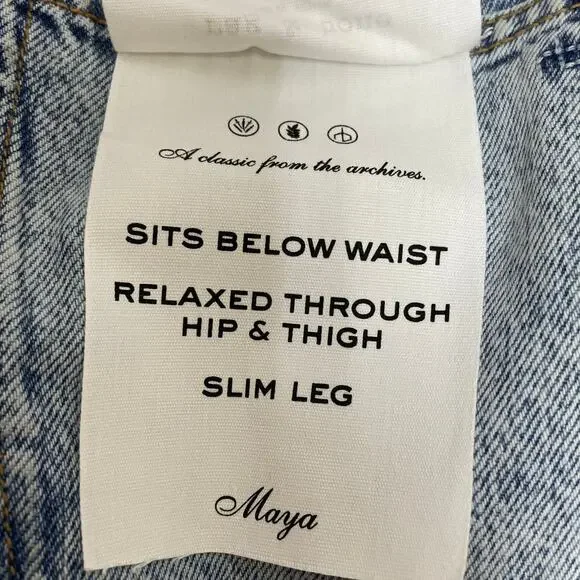 A classic from the archives.
SITS BELOW WAIST
RELAXED THROUGH
HIP & THIGH
SLIM LEG
Maya